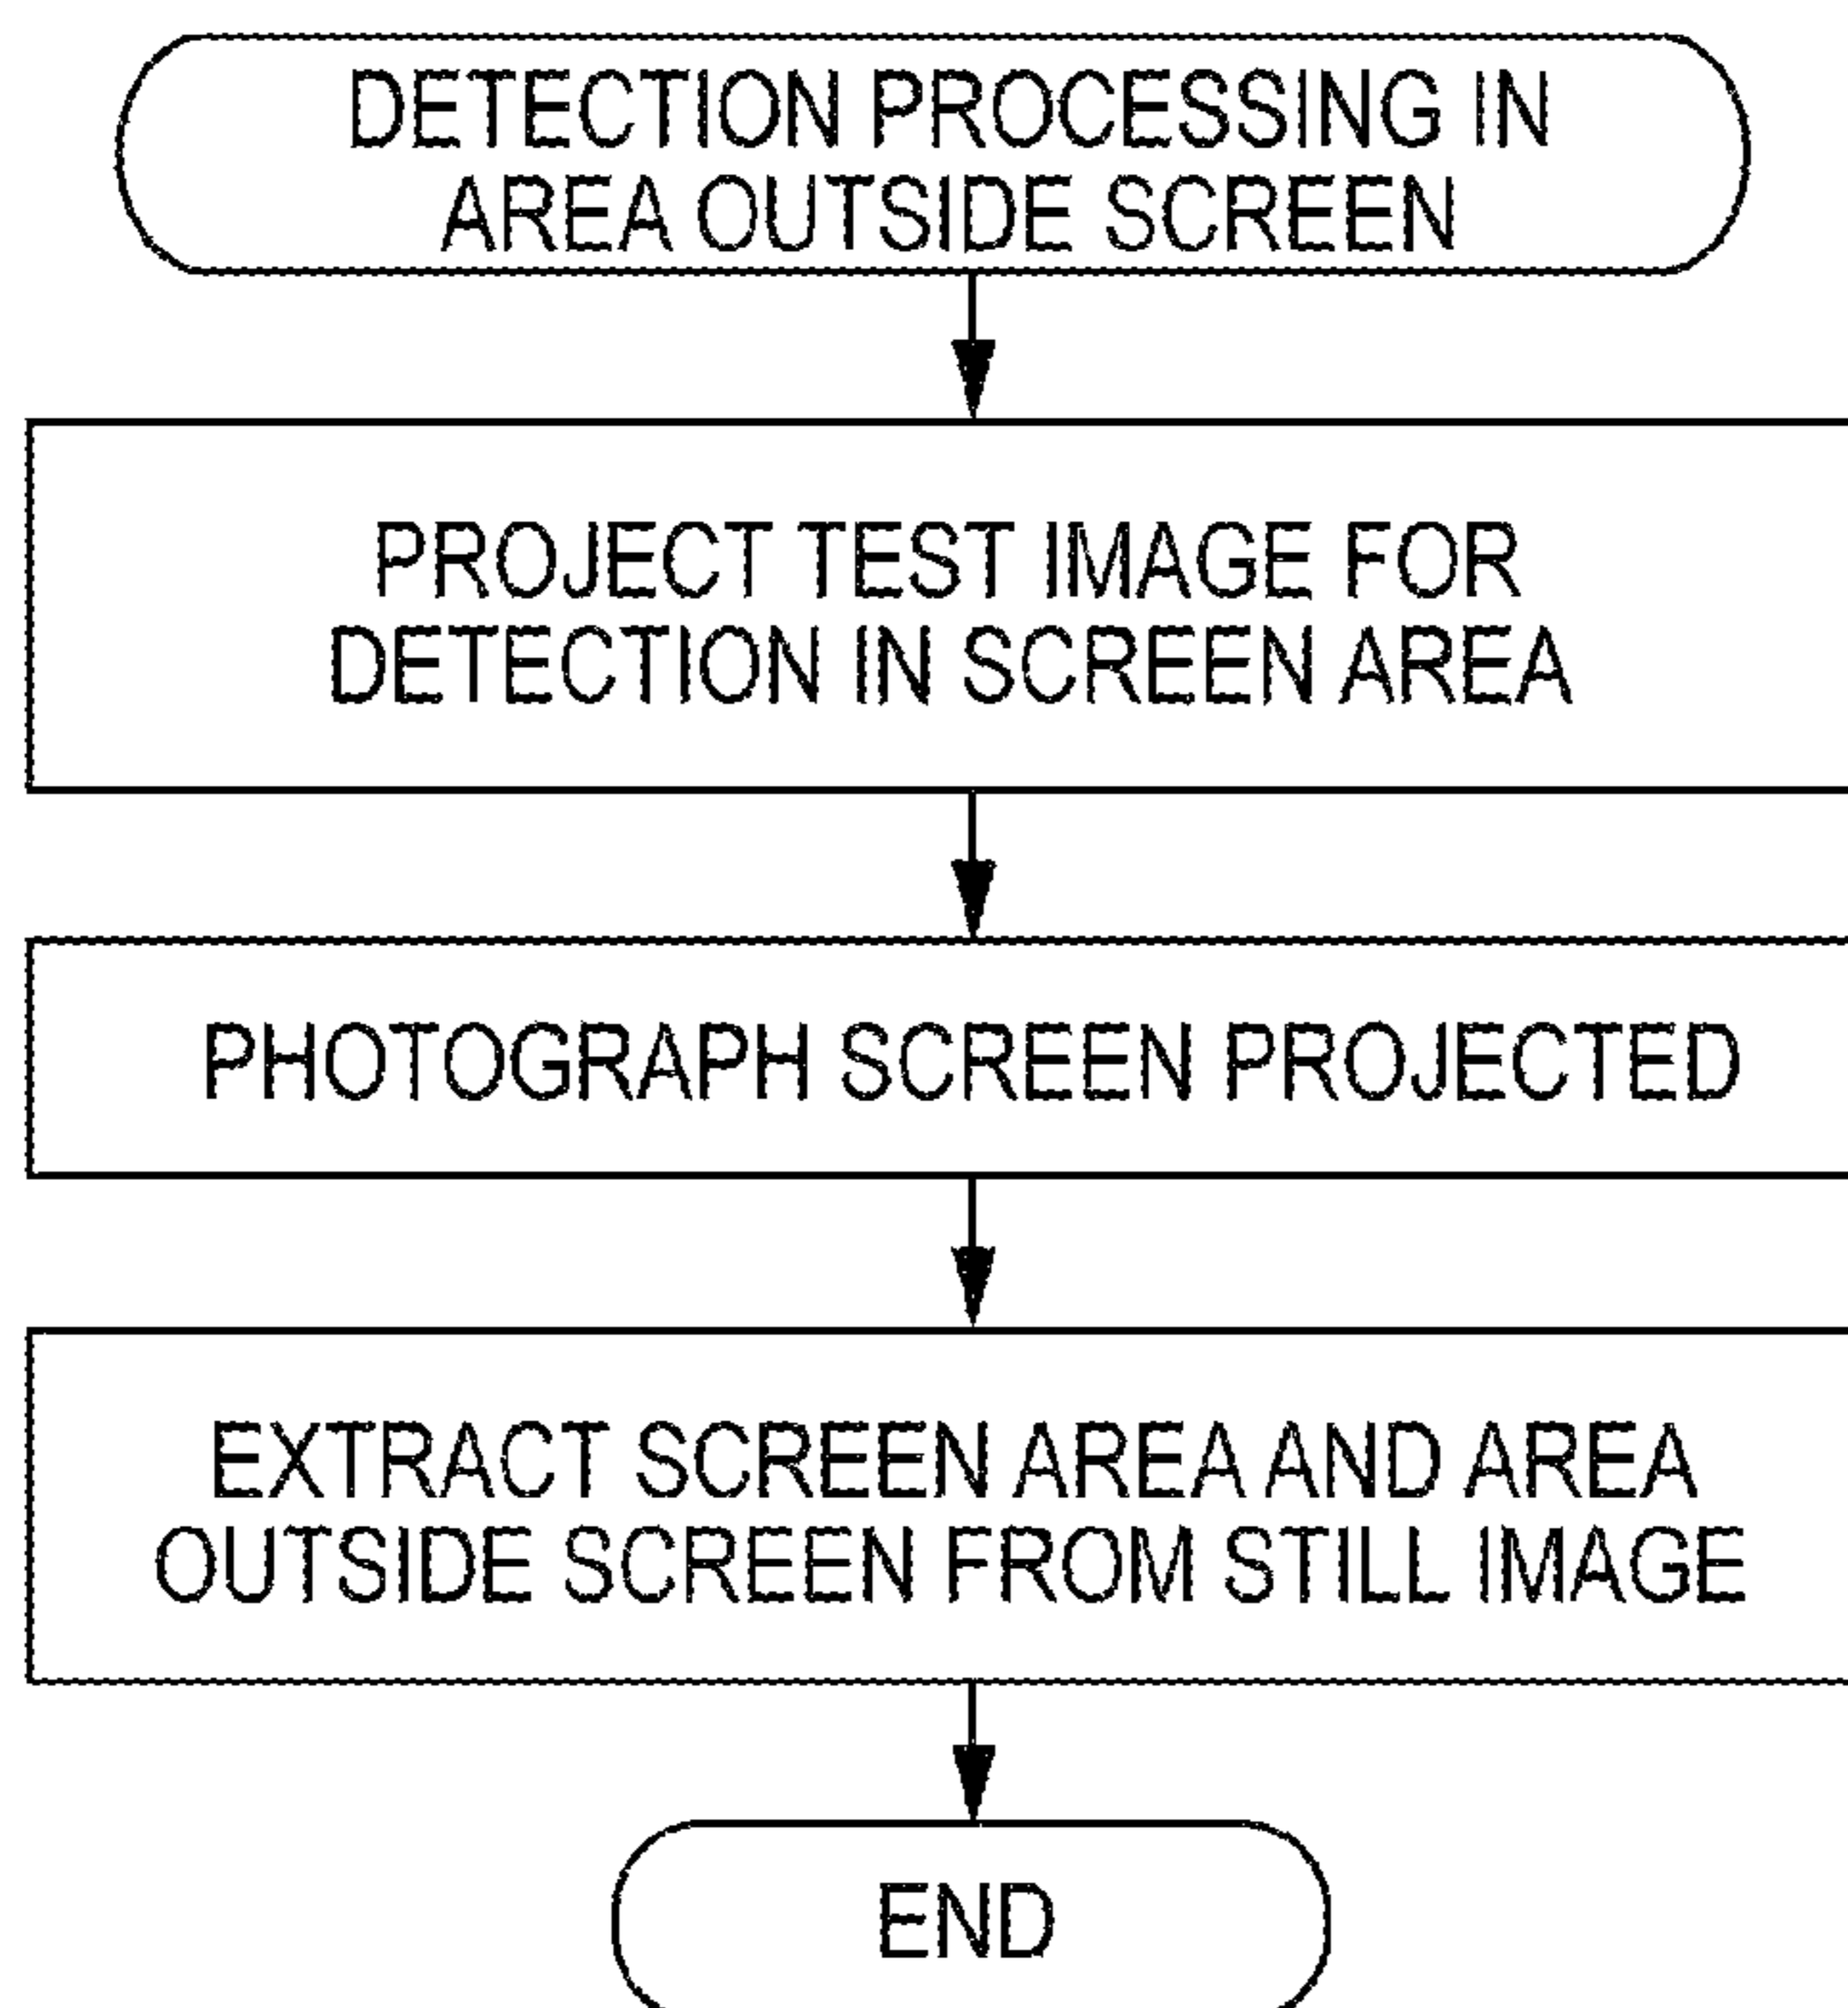 DETECTION PROCESSING IN
AREA OUTSIDE SCREEN
PROJECT TEST IMAGE FOR
DETECTION IN SCREEN AREA
PHOTOGRAPH SCREEN PROJECTED
EXTRACT SCREEN AREA AND AREA
OUTSIDE SCREEN FROM STILL IMAGE
END